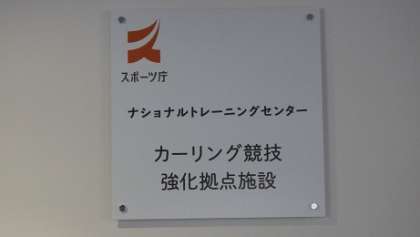 スポーツ庁
ナショナルトレーニングセンター
カーリング競技
強化拠点施設